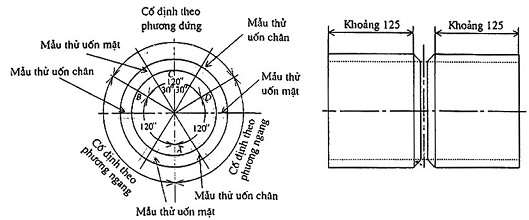 Cố định theo
phương đứng
Mẫu thử uốn mặt
Mẫu thử uốn chân
Mẫu thử uốn chân
Mẫu thử
uốn mặt
C
120°
30° 30°
B
D
120°
120°
A
Cố định theo
phương ngang
Cố định theo
phương ngang
Mẫu thử uốn chân
Mẫu thử uốn mặt
Khoảng 125
Khoảng 125